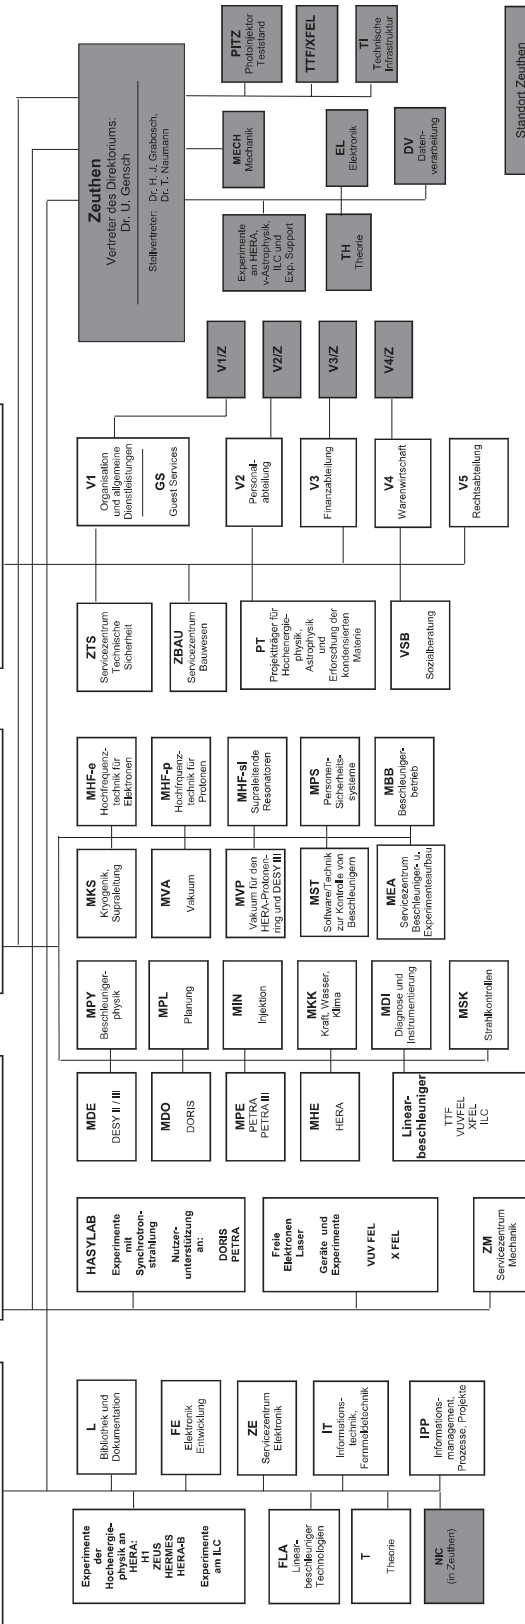 Experimente
der
Hochenergie-
physik an
HERA:
H1
ZEUS
HERMES
HERA-B
Experimente
am ILC
FLA
Linear-
beschleuniger
Technologien
T
Theorie
NIC
(in Zeuthen)
L
Bibliothek und
Dokumentation
FE
Elektronik
Entwicklung
ZE
Servicezentrum
Elektronik
IT
Informations-
technik,
Fernmeldetechnik
IPP
Informations-
management,
Prozesse, Projekte
HASYLAB
Experimente
mit
Synchrotron-
strahlung
Nutzer-
unterstützung
an:
DORIS
PETRA
Freie
Elektronen
Laser
Geräte und
Experimente
VUV FEL
X FEL
ZM
Servicezentrum
Mechanik
MDE
DESY II / III
MDO
DORIS
MPE
PETRA
PETRA III
MHE
HERA
Linear-
beschleuniger
TTF
VUVFEL
XFEL
ILC
MPY
Beschleuniger-
physik
MPL
Planung
MIN
Injektion
MKK
Kraft, Wasser,
Klima
MDI
Diagnose und
Instrumentierung
MSK
Strahlkontrollen
MKS
Kryogenik,
Supraleitung
MVA
Vakuum
MVP
Vakuum für den
HERA-Protonen-
ring und DESY III
MST
Software/Technik
zur Kontrolle von
Beschleunigern
MEA
Servicezentrum
Beschleuniger- u.
Experimenteaufbau
MHF-e
Hochfrequenz-
technik für
Elektronen
MHF-p
Hochfrequenz-
technik für
Protonen
MHF-sl
Supraleitende
Resonatoren
MPS
Personen-
Sicherheits-
systeme
MBB
Beschleuniger-
betrieb
ZTS
Servicezentrum
Technische
Sicherheit
ZBAU
Servicezentrum
Bauwesen
PT
Projektträger für
Hochenergie-
physik,
Astrophysik
und
Erforschung der
kondensierten
Materie
VSB
Sozialberatung
V1
Organisation
und allgemeine
Dienstleistungen
GS
Guest Services
V2
Personal-
abteilung
V3
Finanzabteilung
V4
Warenwirtschaft
V5
Rechtsabteilung
V1/Z
V2/Z
V3/Z
V4/Z
Zeuthen
Vertreter des Direktoriums:
Dr. U. Gensch
Stellvertreter: Dr. H. J. Grabosch,
Dr. T. Naumann
Experimente
an HERA,
ν-Astrophysik,
ILC und
Exp. Support
TH
Theorie
MECH
Mechanik
EL
Elektronik
DV
Daten-
verarbeitung
PITZ
Photoinjektor
Teststand
TTF/XFEL
TI
Technische
Infrastruktur
Standort Zeuthen